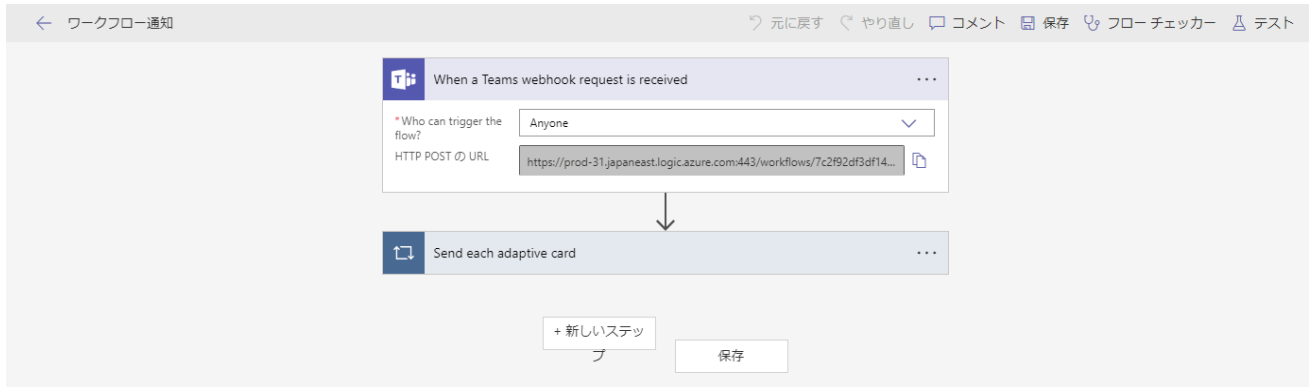 ワークフロー通知 元に戻す やり直し コメント 保存 フロー チェッカー テスト
When a Teams webhook request is received
*Who can trigger the flow?
Anyone
HTTP POST の URL
https://prod-31.japaneast.logic.azure.com:443/workflows/7c2f92df3df14...
Send each adaptive card
+ 新しいステッ
プ
保存